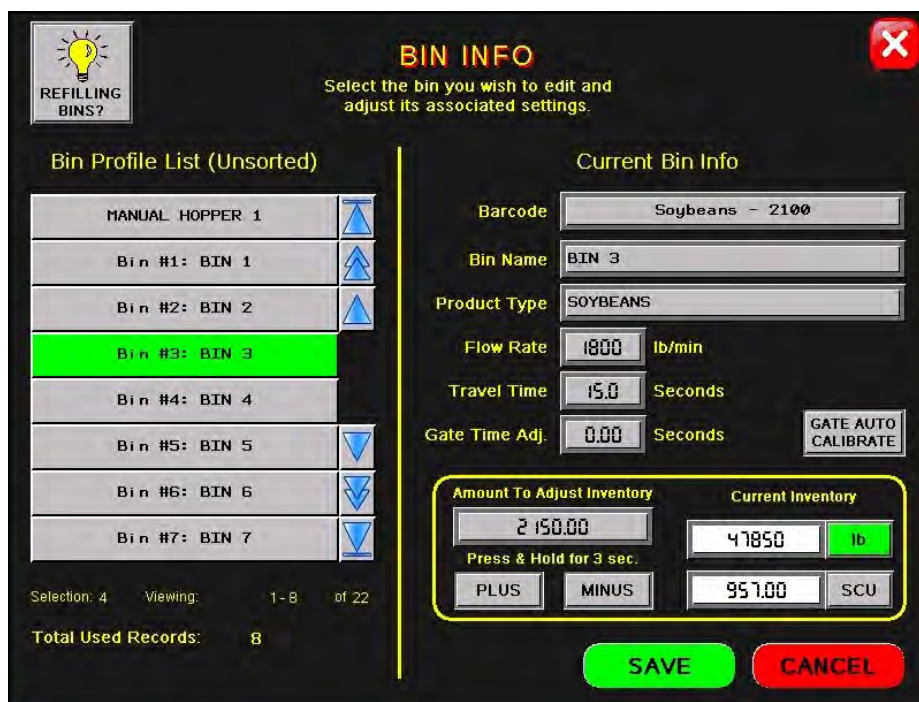 REFILLING
BINS?
BIN INFO
Select the bin you wish to edit and
adjust its associated settings.
Bin Profile List (Unsorted)
MANUAL HOPPER 1
Bin #1: BIN 1
Bin #2: BIN 2
Bin #3: BIN 3
Bin #4: BIN 4
Bin #5: BIN 5
Bin #6: BIN 6
Bin #7: BIN 7
Selection: 4 Viewing: 1-8 of 22
Total Used Records: 8
Current Bin Info
Barcode Soybeans - 2100
Bin Name BIN 3
Product Type SOYBEANS
Flow Rate 1800 lb/min
Travel Time 15.0 Seconds
Gate Time Adj. 0.00 Seconds
GATE AUTO
CALIBRATE
Amount To Adjust Inventory
2150.00
Press & Hold for 3 sec.
PLUS MINUS
Current Inventory
47850 lb
957.00 SCU
SAVE CANCEL